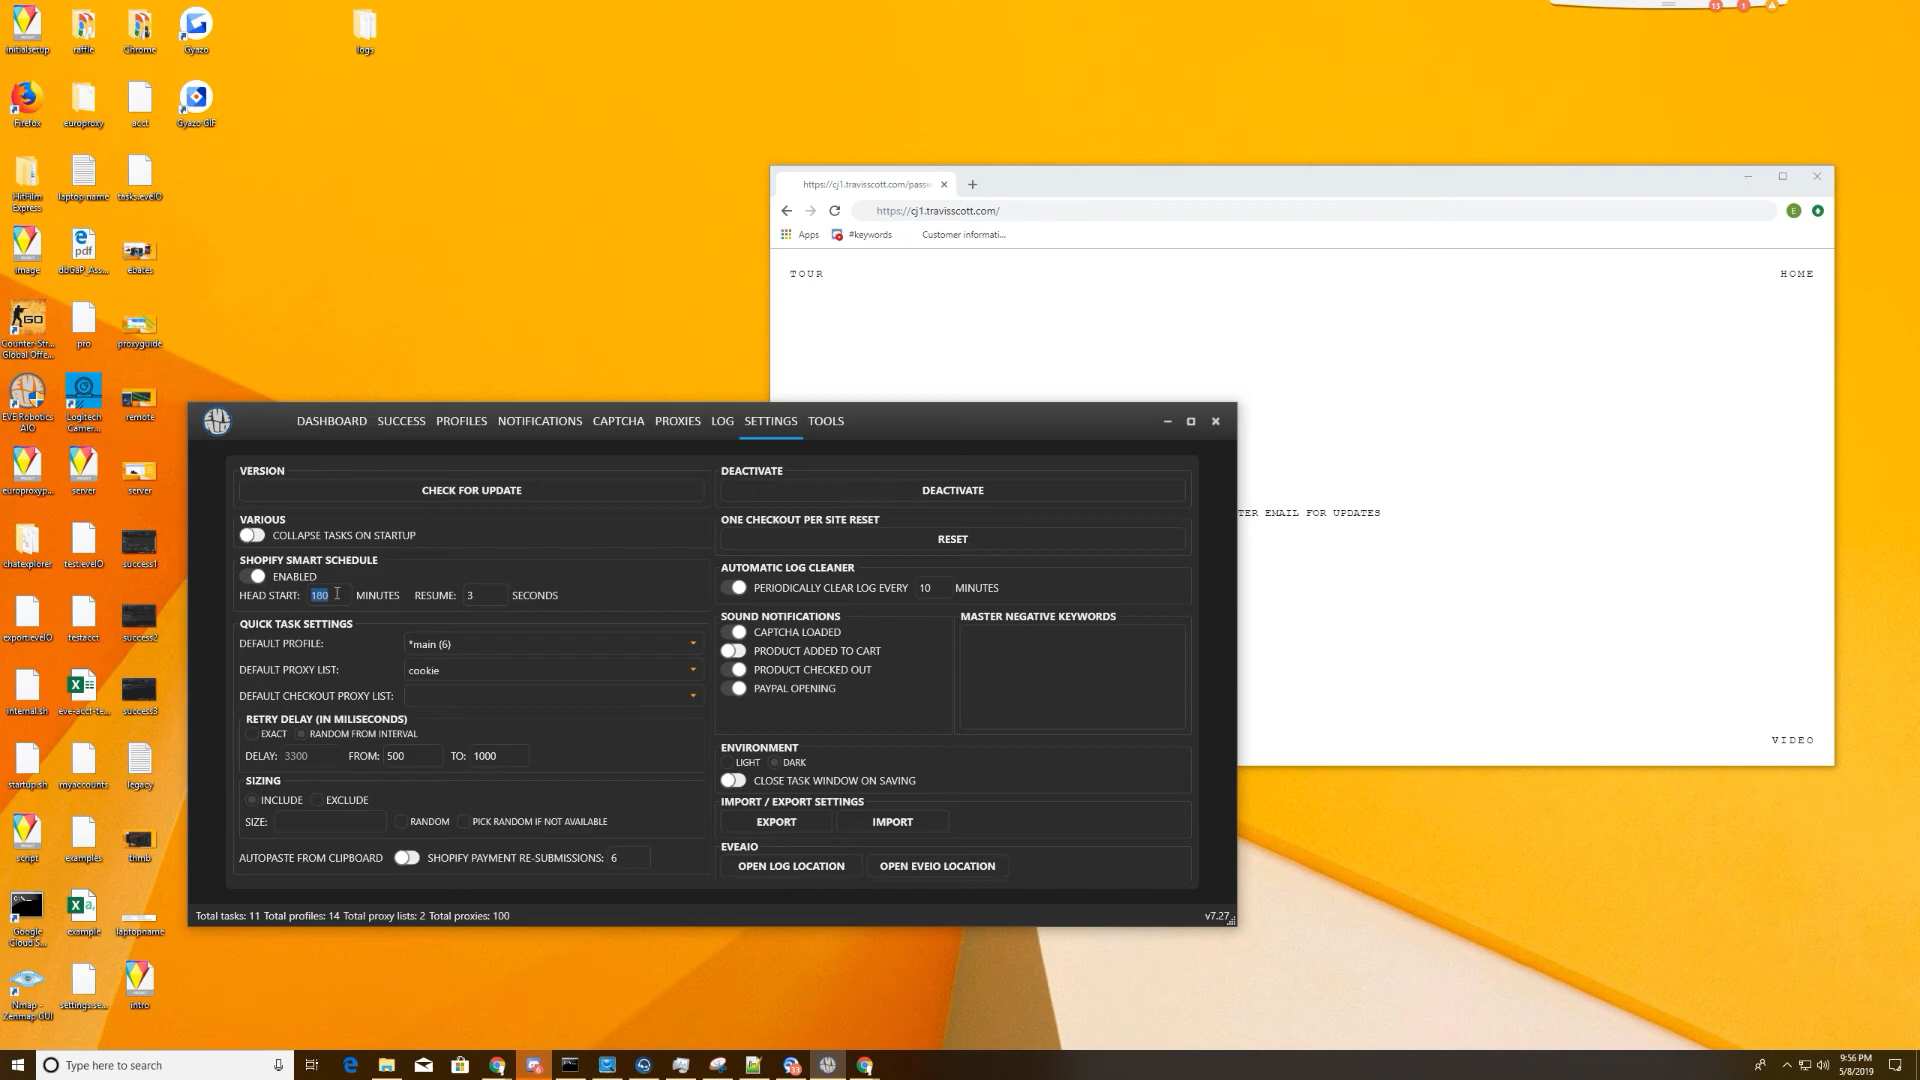 initialsetup
raffle
Chrome
Gyazo
logs
Firefox
europroxy
acct
Gyazo GIF
HitFilm Express
laptop name
tasks.eveIO
image
dbGaP_Ass...
ebates
Counter-Str... Global Offe...
pro
proxyguide
EVE Robotics AIO
Logitech Camer...
remote
europroxyp...
server
server
chatexplorer
test.eveIO
success1
export.eveIO
testacct
success2
internal.sh
eve-acct-te...
success3
startup.sh
myaccounts
legacy
script
examples
thmb
Google Cloud S...
example
laptopname
Nmap - Zenmap GUI
settings.se...
intro
13 1
https://cj1.travisscott.com/passw
https://cj1.travisscott.com/
E
Apps #keywords Customer informati...
TOUR HOME
TER EMAIL FOR UPDATES
VIDEO
DASHBOARD SUCCESS PROFILES NOTIFICATIONS CAPTCHA PROXIES LOG SETTINGS TOOLS
VERSION
CHECK FOR UPDATE
VARIOUS
COLLAPSE TASKS ON STARTUP
SHOPIFY SMART SCHEDULE
ENABLED
HEAD START: 180 MINUTES RESUME: 3 SECONDS
QUICK TASK SETTINGS
DEFAULT PROFILE: *main (6)
DEFAULT PROXY LIST: cookie
DEFAULT CHECKOUT PROXY LIST:
RETRY DELAY (IN MILISECONDS)
EXACT RANDOM FROM INTERVAL
DELAY: 3300 FROM: 500 TO: 1000
SIZING
INCLUDE EXCLUDE
SIZE: RANDOM PICK RANDOM IF NOT AVAILABLE
AUTOPASTE FROM CLIPBOARD SHOPIFY PAYMENT RE-SUBMISSIONS: 6
DEACTIVATE
DEACTIVATE
ONE CHECKOUT PER SITE RESET
RESET
AUTOMATIC LOG CLEANER
PERIODICALLY CLEAR LOG EVERY 10 MINUTES
SOUND NOTIFICATIONS
CAPTCHA LOADED
PRODUCT ADDED TO CART
PRODUCT CHECKED OUT
PAYPAL OPENING
MASTER NEGATIVE KEYWORDS
ENVIRONMENT
LIGHT DARK
CLOSE TASK WINDOW ON SAVING
IMPORT / EXPORT SETTINGS
EXPORT IMPORT
EVEAIO
OPEN LOG LOCATION OPEN EVEIO LOCATION
Total tasks: 11 Total profiles: 14 Total proxy lists: 2 Total proxies: 100
v7.27
Type here to search
9:56 PM
5/8/2019